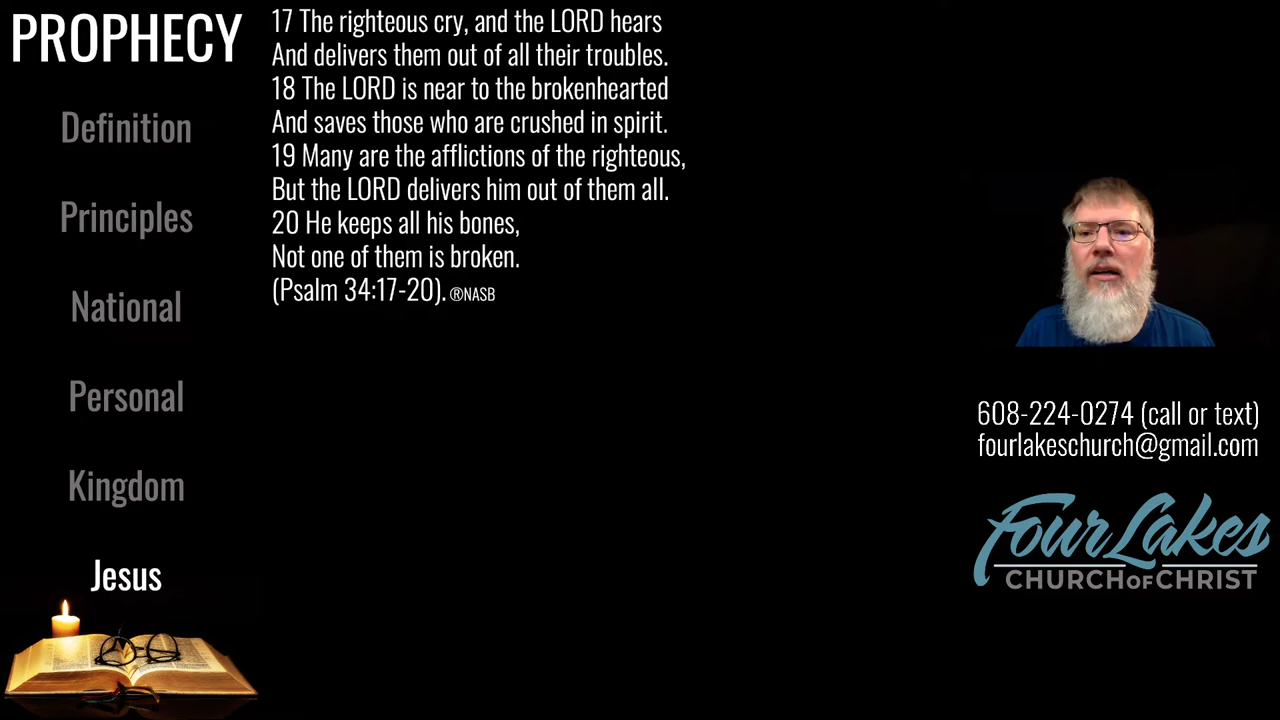 PROPHECY
Definition
Principles
National
Personal
Kingdom
Jesus
17 The righteous cry, and the LORD hears
And delivers them out of all their troubles.
18 The LORD is near to the brokenhearted
And saves those who are crushed in spirit.
19 Many are the afflictions of the righteous,
But the LORD delivers him out of them all.
20 He keeps all his bones,
Not one of them is broken.
(Psalm 34:17-20). ®NASB
608-224-0274 (call or text)
fourlakeschurch@gmail.com
Four Lakes
CHURCH OF CHRIST